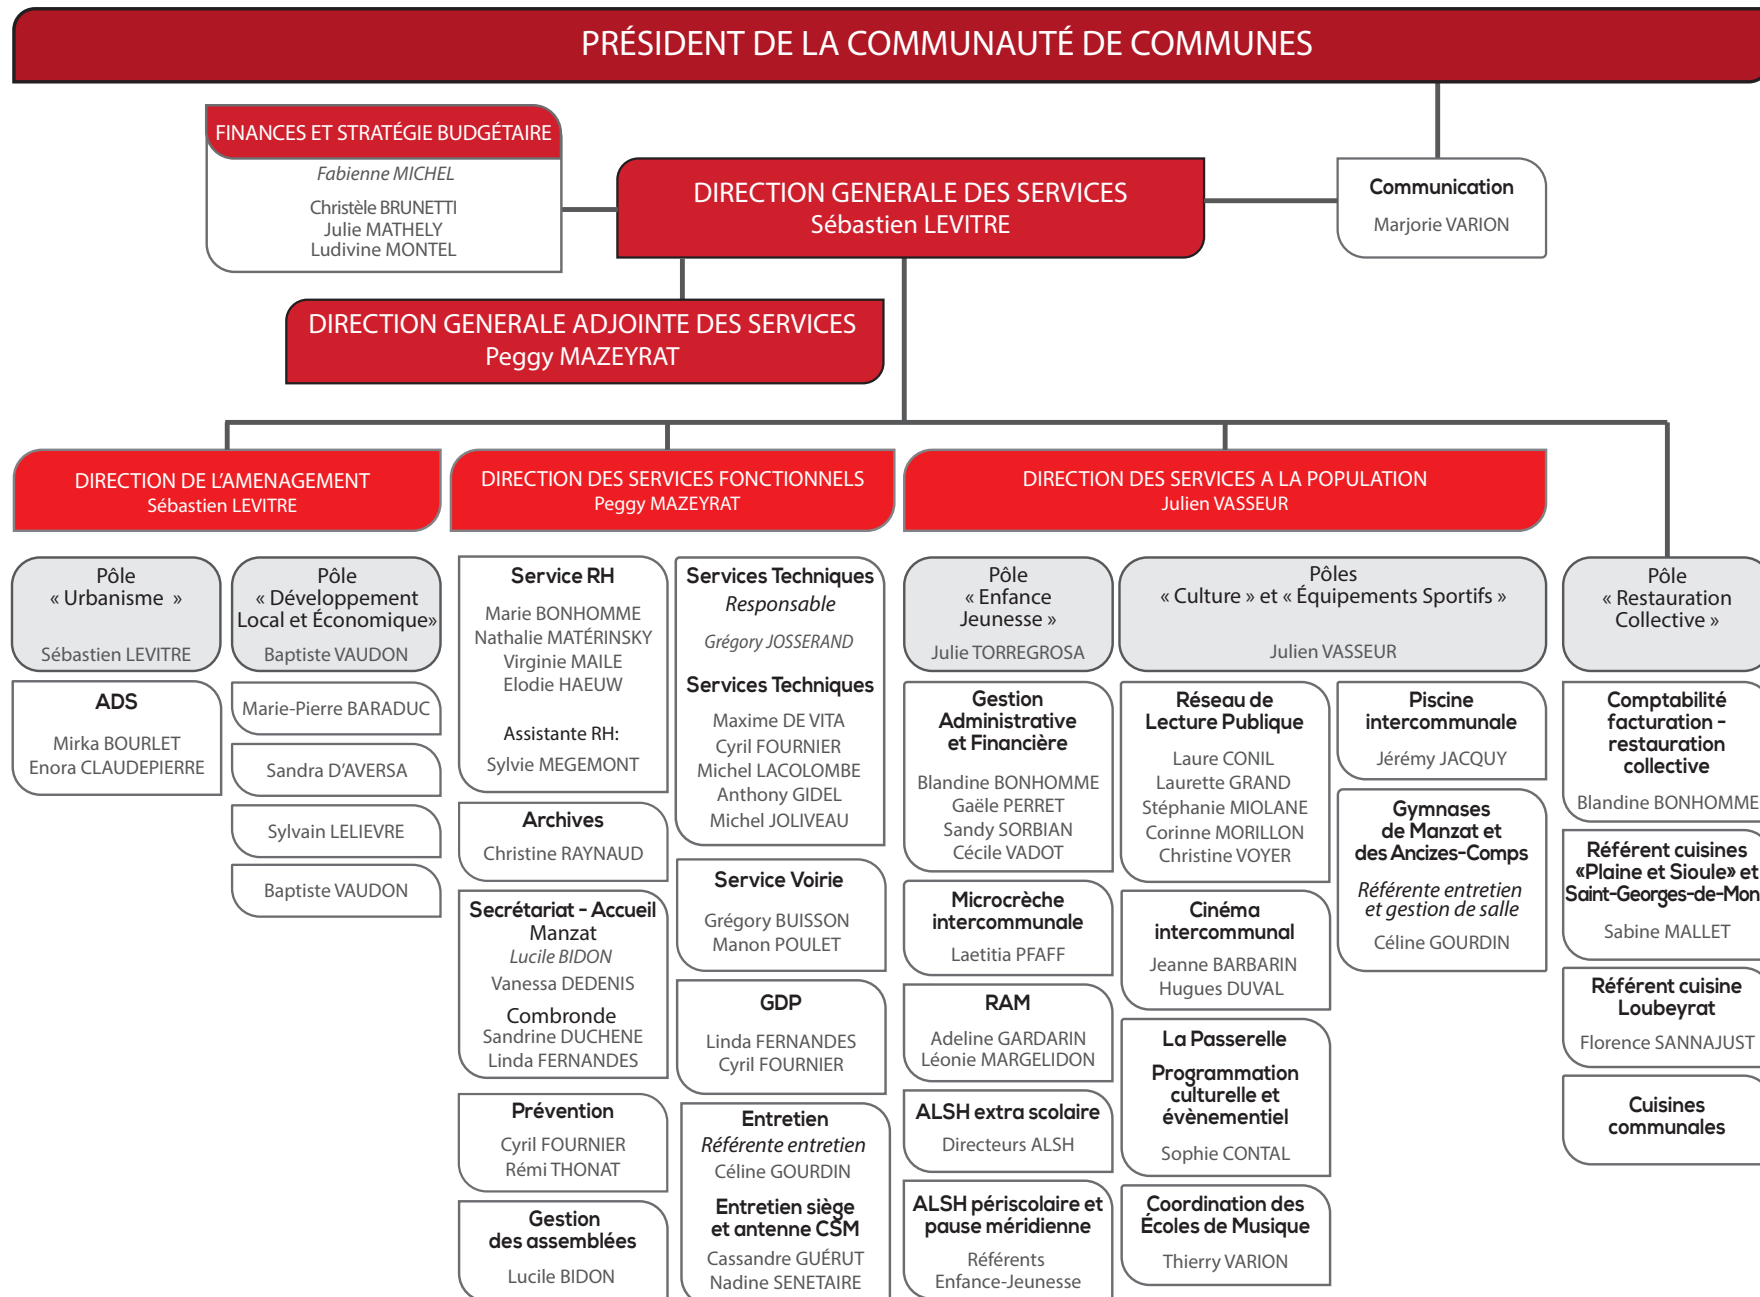 PRÉSIDENT DE LA COMMUNAUTÉ DE COMMUNES
FINANCES ET STRATÉGIE BUDGÉTAIRE
Fabienne MICHEL
Christèle BRUNETTI
Julie MATHELY
Ludivine MONTEL
DIRECTION GENERALE DES SERVICES
Sébastien LEVITRE
Communication
Marjorie VARION
DIRECTION GENERALE ADJOINTE DES SERVICES
Peggy MAZEYRAT
DIRECTION DE L'AMENAGEMENT
Sébastien LEVITRE
DIRECTION DES SERVICES FONCTIONNELS
Peggy MAZEYRAT
DIRECTION DES SERVICES A LA POPULATION
Julien VASSEUR
Pôle
« Urbanisme »
Sébastien LEVITRE
ADS
Mirka BOURLET
Enora CLAUDEPIERRE
Pôle
« Développement
Local et Économique»
Baptiste VAUDON
Marie-Pierre BARADUC
Sandra D'AVERSA
Sylvain LELIEVRE
Baptiste VAUDON
Service RH
Marie BONHOMME
Nathalie MATÉRINSKY
Virginie MAILE
Elodie HAEUW
Assistante RH:
Sylvie MEGEMONT
Archives
Christine RAYNAUD
Secrétariat - Accueil
Manzat
Lucile BIDON
Vanessa DEDENIS
Combronde
Sandrine DUCHENE
Linda FERNANDES
Prévention
Cyril FOURNIER
Rémi THONAT
Gestion
des assemblées
Lucile BIDON
Services Techniques
Responsable
Grégory JOSSERAND
Services Techniques
Maxime DE VITA
Cyril FOURNIER
Michel LACOLOMBE
Anthony GIDEL
Michel JOLIVEAU
Service Voirie
Grégory BUISSON
Manon POULET
GDP
Linda FERNANDES
Cyril FOURNIER
Entretien
Référente entretien
Céline GOURDIN
Entretien siège
et antenne CSM
Cassandre GUÉRUT
Nadine SENETAIRE
Pôle
« Enfance
Jeunesse »
Julie TORREGROSA
Gestion
Administrative
et Financière
Blandine BONHOMME
Gaële PERRET
Sandy SORBIAN
Cécile VADOT
Microcrèche
intercommunale
Laetitia PFAFF
RAM
Adeline GARDARIN
Léonie MARGELIDON
ALSH extra scolaire
Directeurs ALSH
ALSH périscolaire et
pause méridienne
Référents
Enfance-Jeunesse
Pôles
« Culture » et « Équipements Sportifs »
Julien VASSEUR
Réseau de
Lecture Publique
Laure CONIL
Laurette GRAND
Stéphanie MIOLANE
Corinne MORILLON
Christine VOYER
Cinéma
intercommunal
Jeanne BARBARIN
Hugues DUVAL
La Passerelle
Programmation
culturelle et
évènementiel
Sophie CONTAL
Coordination des
Écoles de Musique
Thierry VARION
Piscine
intercommunale
Jérémy JACQUY
Gymnases
de Manzat et
des Ancizes-Comps
Référente entretien
et gestion de salle
Céline GOURDIN
Pôle
« Restauration
Collective »
Comptabilité
facturation -
restauration
collective
Blandine BONHOMME
Référent cuisines
«Plaine et Sioule» et
Saint-Georges-de-Mon
Sabine MALLET
Référent cuisine
Loubeyrat
Florence SANNAJUST
Cuisines
communales